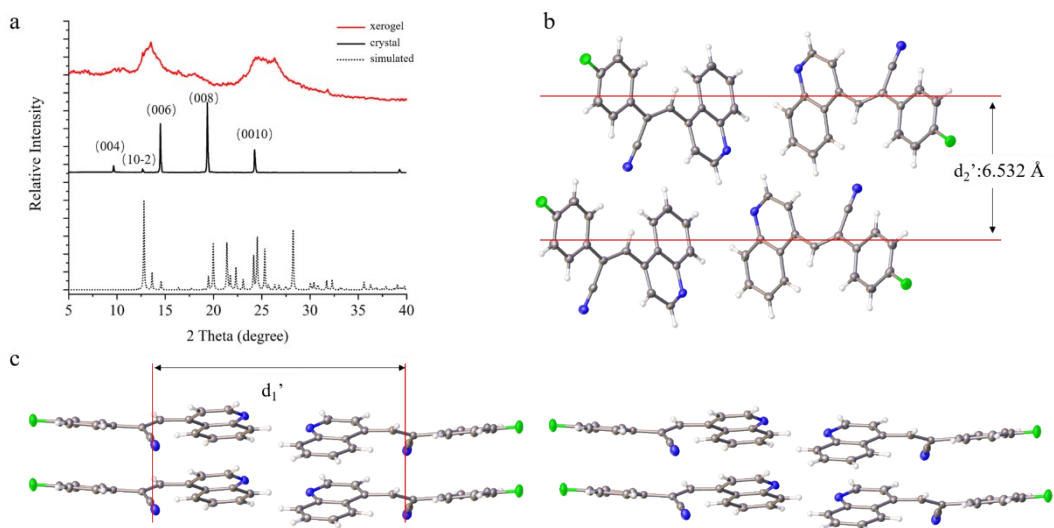 a
xerogel
crystal
simulated
(004)
(10-2)
(006)
(008)
(0010)
Relative Intensity
5 10 15 20 25 30 35 40
2 Theta (degree)
b
d₂’:6.532 Å
c
d₁’